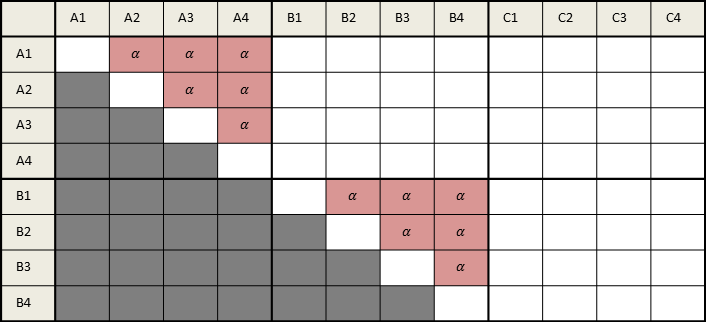 A1 A2 A3 A4 B1 B2 B3 B4 C1 C2 C3 C4
A1 α α α
A2 α α
A3 α
A4
B1 α α α
B2 α α
B3 α
B4